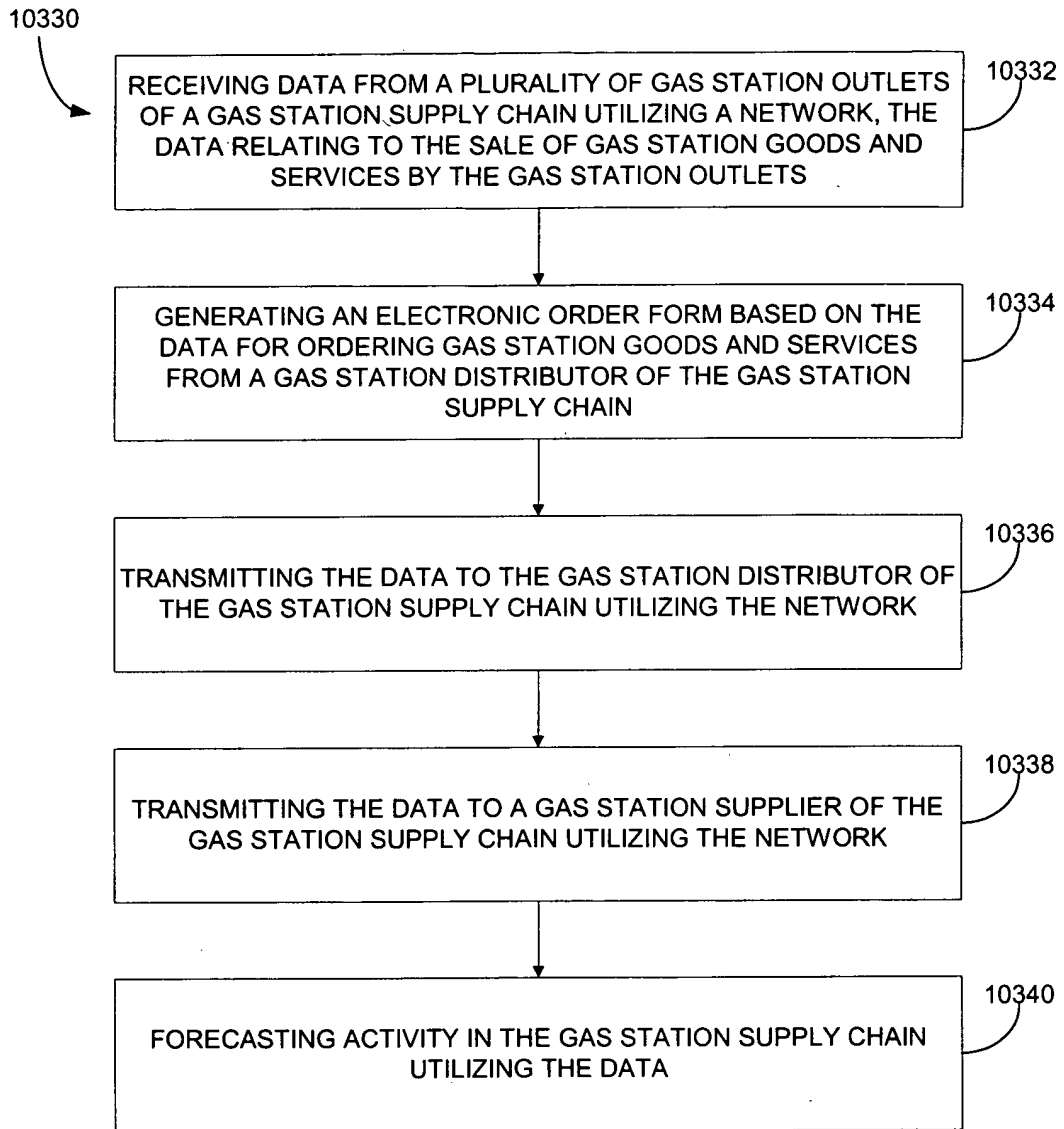 10330
RECEIVING DATA FROM A PLURALITY OF GAS STATION OUTLETS
OF A GAS STATION SUPPLY CHAIN UTILIZING A NETWORK, THE
DATA RELATING TO THE SALE OF GAS STATION GOODS AND
SERVICES BY THE GAS STATION OUTLETS
10332
GENERATING AN ELECTRONIC ORDER FORM BASED ON THE
DATA FOR ORDERING GAS STATION GOODS AND SERVICES
FROM A GAS STATION DISTRIBUTOR OF THE GAS STATION
SUPPLY CHAIN
10334
TRANSMITTING THE DATA TO THE GAS STATION DISTRIBUTOR OF
THE GAS STATION SUPPLY CHAIN UTILIZING THE NETWORK
10336
TRANSMITTING THE DATA TO A GAS STATION SUPPLIER OF THE
GAS STATION SUPPLY CHAIN UTILIZING THE NETWORK
10338
FORECASTING ACTIVITY IN THE GAS STATION SUPPLY CHAIN
UTILIZING THE DATA
10340